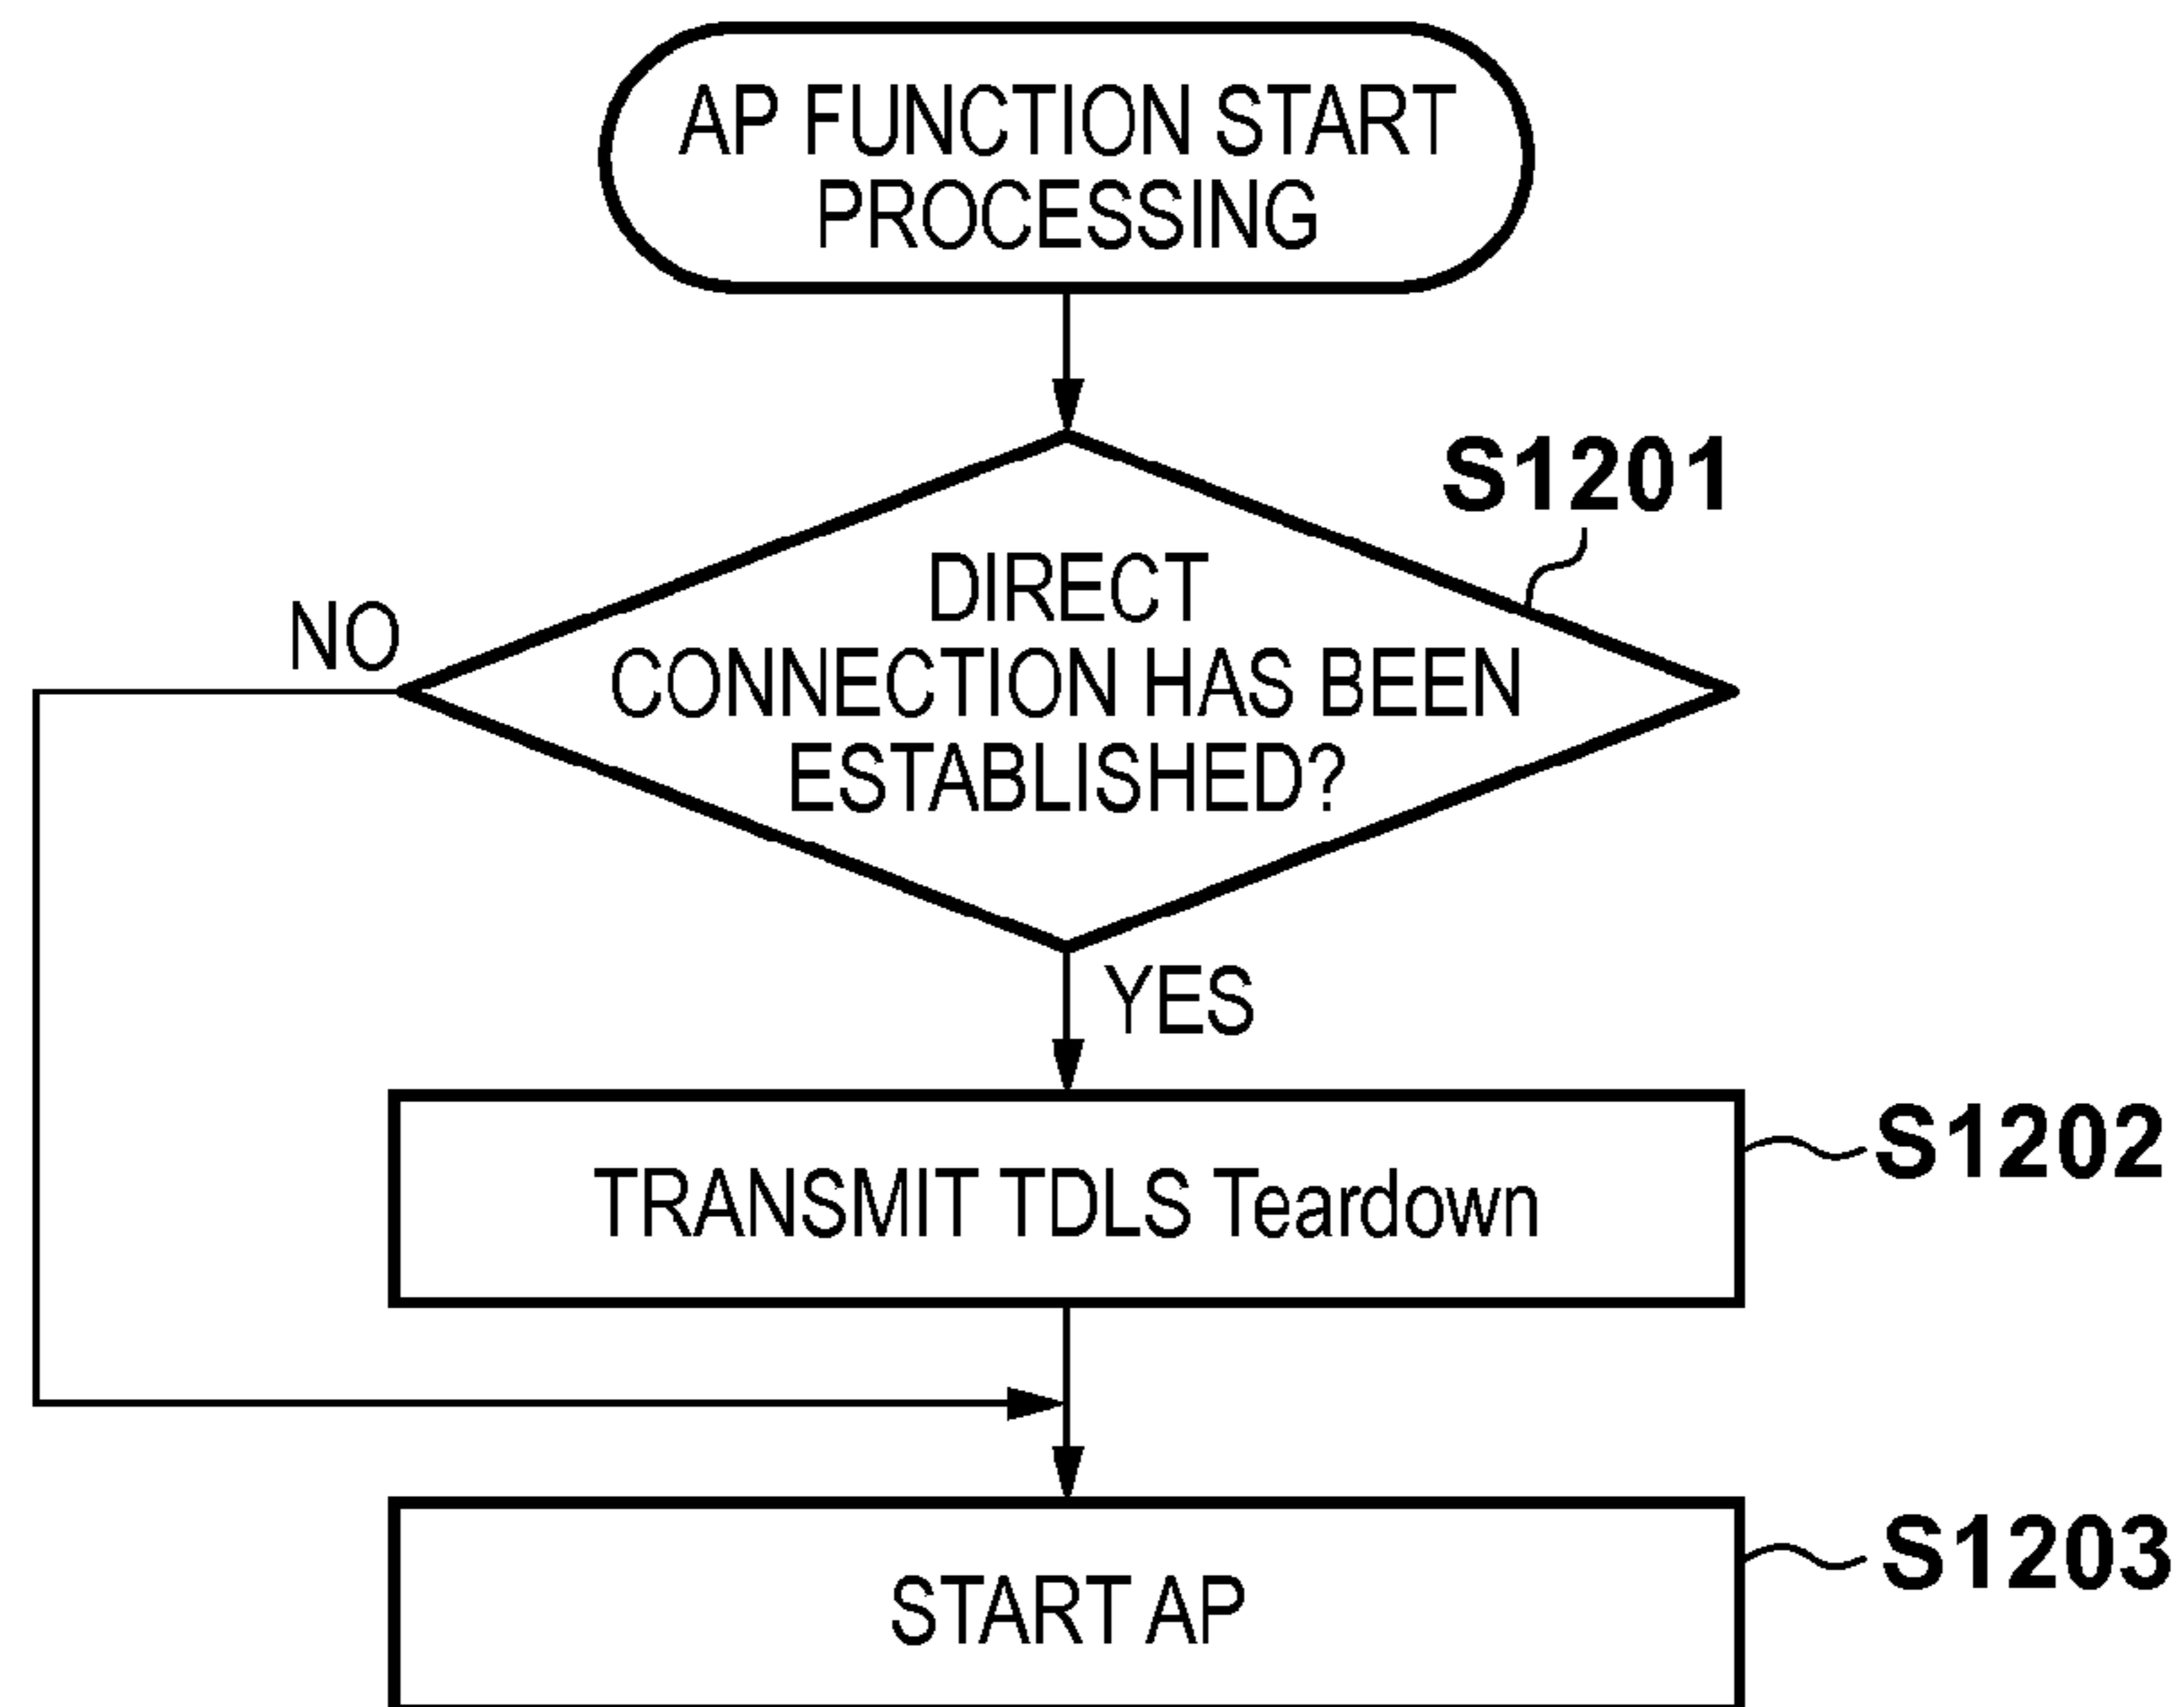 AP FUNCTION START
PROCESSING
S1201
DIRECT
CONNECTION HAS BEEN
ESTABLISHED?
NO
YES
TRANSMIT TDLS Teardown
S1202
START AP
S1203